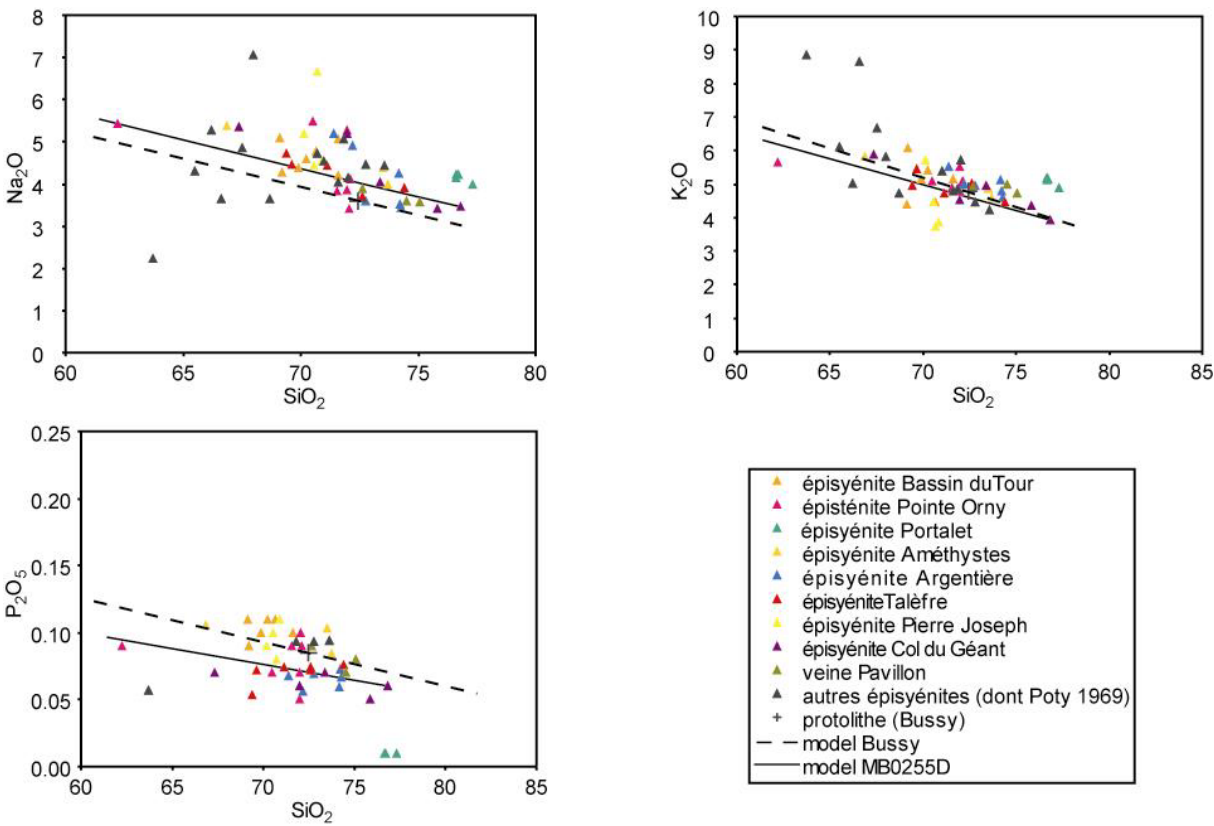 8
7
6
5
4
3
2
1
0
Na₂O
60 65 70 75 80
SiO₂
10
9
8
7
6
5
4
3
2
1
0
K₂O
60 65 70 75 80 85
SiO₂
0.25
0.20
0.15
0.10
0.05
0.00
P₂O₅
60 65 70 75 80 85
SiO₂
épisyénite Bassin duTour
épisténite Pointe Orny
épisyénite Portalet
épisyénite Améthystes
épisyénite Argentière
épisyéniteTalèfre
épisyénite Pierre Joseph
épisyénite Col du Géant
veine Pavillon
autres épisyénites (dont Poty 1969)
protolithe (Bussy)
model Bussy
model MB0255D